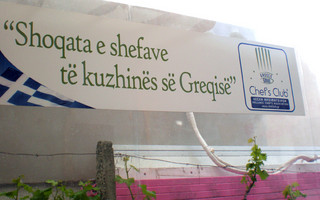 “Shoqata e shefave
të kuzhinës së Greqisë”
Chef's Club